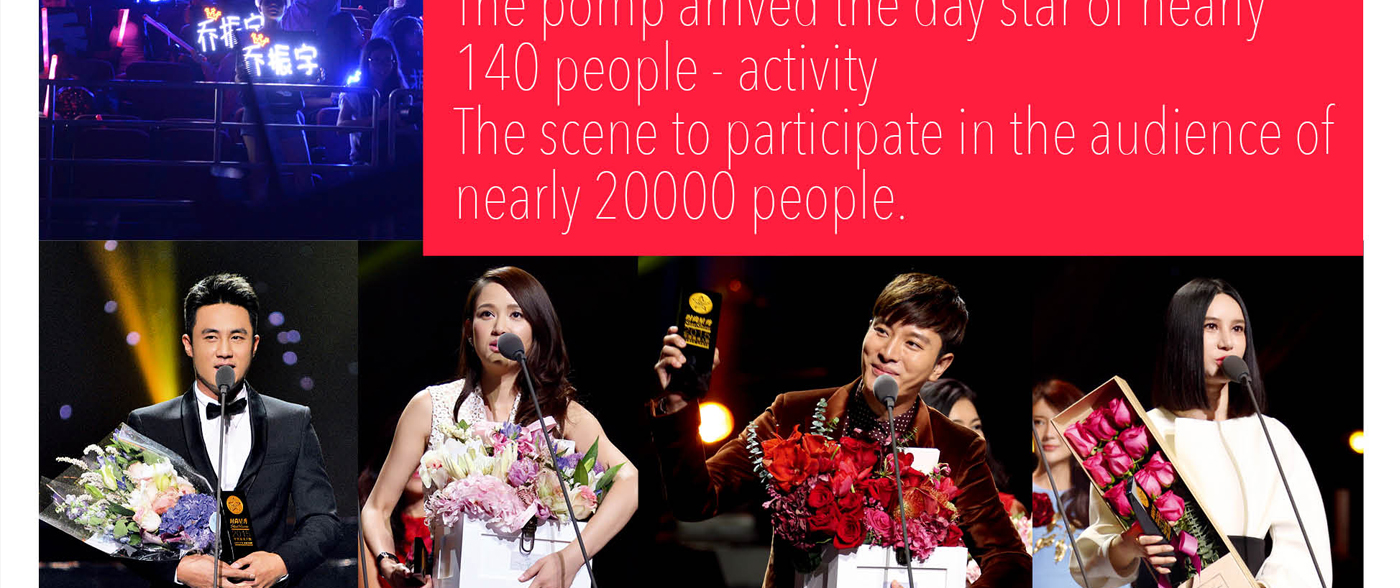 乔振宇
乔振宇
The pomp arrived the day star of nearly
140 people - activity
The scene to participate in the audience of
nearly 20000 people.